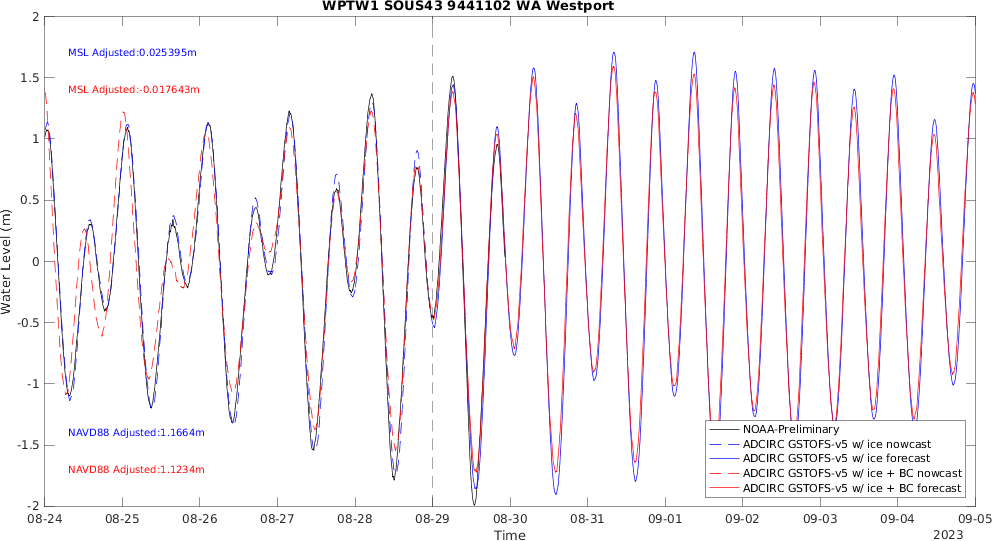 WPTW1 SOUS43 9441102 WA Westport
2
1.5
1
0.5
0
-0.5
-1
-1.5
-2
Water Level (m)
MSL Adjusted:0.025395m
MSL Adjusted:-0.017643m
NAVD88 Adjusted:1.1664m
NAVD88 Adjusted:1.1234m
NOAA-Preliminary
ADCIRC GSTOFS-v5 w/ ice nowcast
ADCIRC GSTOFS-v5 w/ ice forecast
ADCIRC GSTOFS-v5 w/ ice + BC nowcast
ADCIRC GSTOFS-v5 w/ ice + BC forecast
08-24 08-25 08-26 08-27 08-28 08-29 08-30 08-31 09-01 09-02 09-03 09-04 09-05
Time
2023